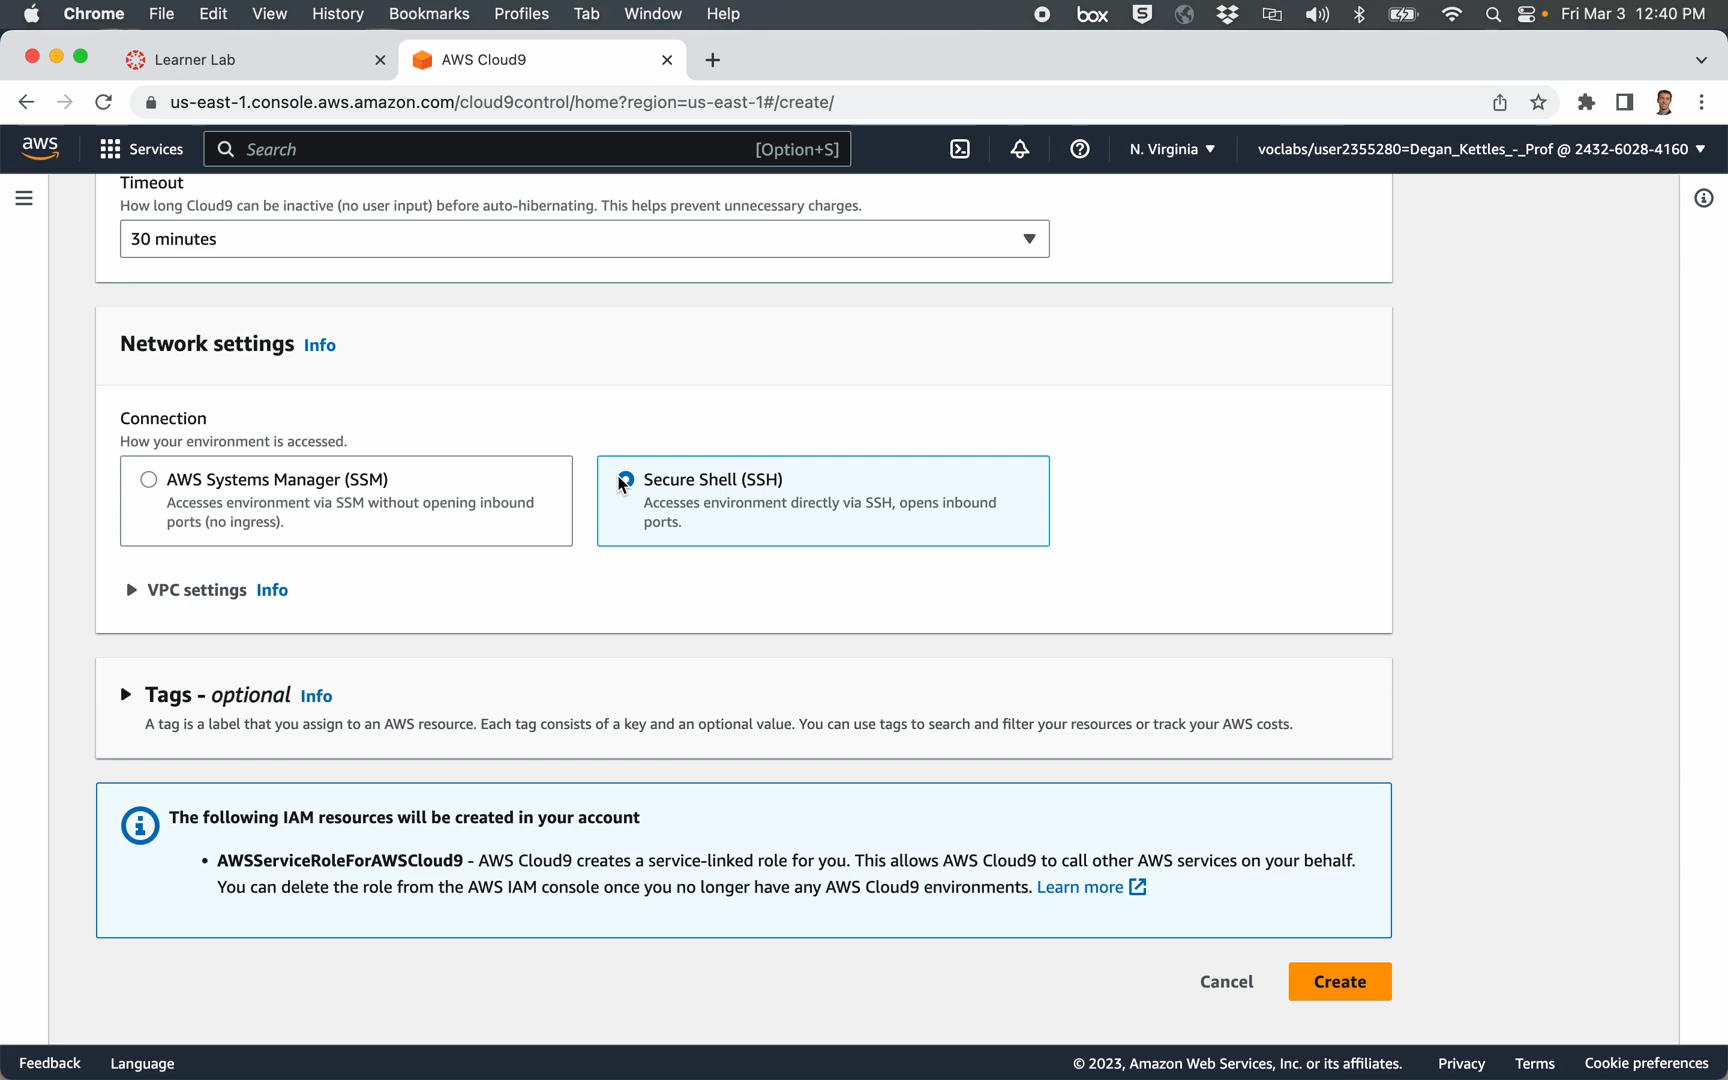 Chrome File Edit View History Bookmarks Profiles Tab Window Help box Fri Mar 3 12:40 PM
Learner Lab AWS Cloud9
us-east-1.console.aws.amazon.com/cloud9control/home?region=us-east-1#/create/
aws Services Search [Option+S] N. Virginia voclabs/user2355280=Degan_Kettles_-_Prof @ 2432-6028-4160
Timeout
How long Cloud9 can be inactive (no user input) before auto-hibernating. This helps prevent unnecessary charges.
30 minutes
Network settings Info
Connection
How your environment is accessed.
AWS Systems Manager (SSM)
Accesses environment via SSM without opening inbound
ports (no ingress).
Secure Shell (SSH)
Accesses environment directly via SSH, opens inbound
ports.
VPC settings Info
Tags - optional Info
A tag is a label that you assign to an AWS resource. Each tag consists of a key and an optional value. You can use tags to search and filter your resources or track your AWS costs.
The following IAM resources will be created in your account
• AWSServiceRoleForAWSCloud9 - AWS Cloud9 creates a service-linked role for you. This allows AWS Cloud9 to call other AWS services on your behalf.
You can delete the role from the AWS IAM console once you no longer have any AWS Cloud9 environments. Learn more
Cancel Create
Feedback Language © 2023, Amazon Web Services, Inc. or its affiliates. Privacy Terms Cookie preferences